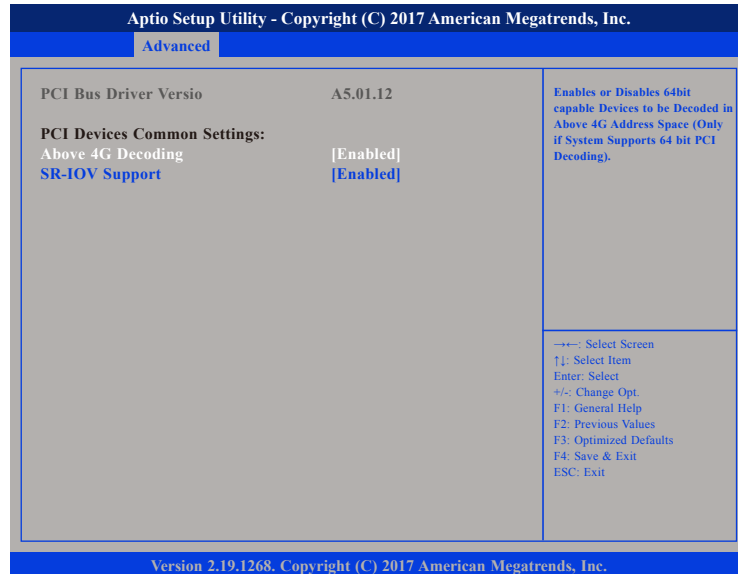 Aptio Setup Utility - Copyright (C) 2017 American Megatrends, Inc.
Advanced
PCI Bus Driver Versio A5.01.12
PCI Devices Common Settings:
Above 4G Decoding [Enabled]
SR-IOV Support [Enabled]
Enables or Disables 64bit
capable Devices to be Decoded in
Above 4G Address Space (Only
if System Supports 64 bit PCI
Decoding).
→←: Select Screen
↑↓: Select Item
Enter: Select
+/-: Change Opt.
F1: General Help
F2: Previous Values
F3: Optimized Defaults
F4: Save & Exit
ESC: Exit
Version 2.19.1268. Copyright (C) 2017 American Megatrends, Inc.